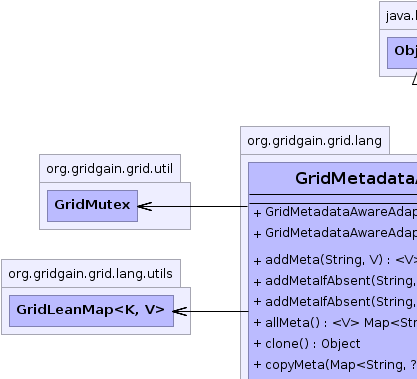 java.
Obj
org.gridgain.grid.lang
GridMetadataA
org.gridgain.grid.util
GridMutex
+ GridMetadataAwareAdap
+ GridMetadataAwareAdap
+ addMeta(String, V) : <V>
+ addMetaIfAbsent(String,
+ addMetaIfAbsent(String,
+ allMeta() : <V> Map<Str
+ clone() : Object
+ copyMeta(Map<String, ?
org.gridgain.grid.lang.utils
GridLeanMap<K, V>